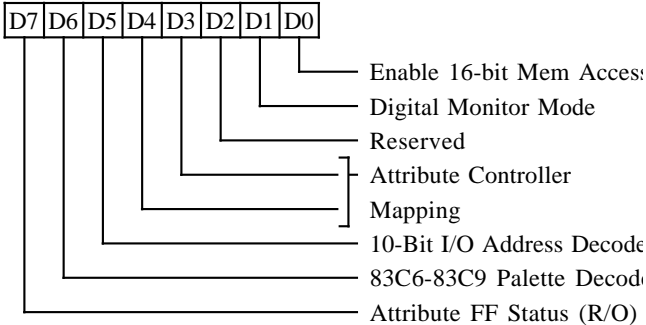 D7 D6 D5 D4 D3 D2 D1 D0
Enable 16-bit Mem Access
Digital Monitor Mode
Reserved
Attribute Controller
Mapping
10-Bit I/O Address Decode
83C6-83C9 Palette Decode
Attribute FF Status (R/O)